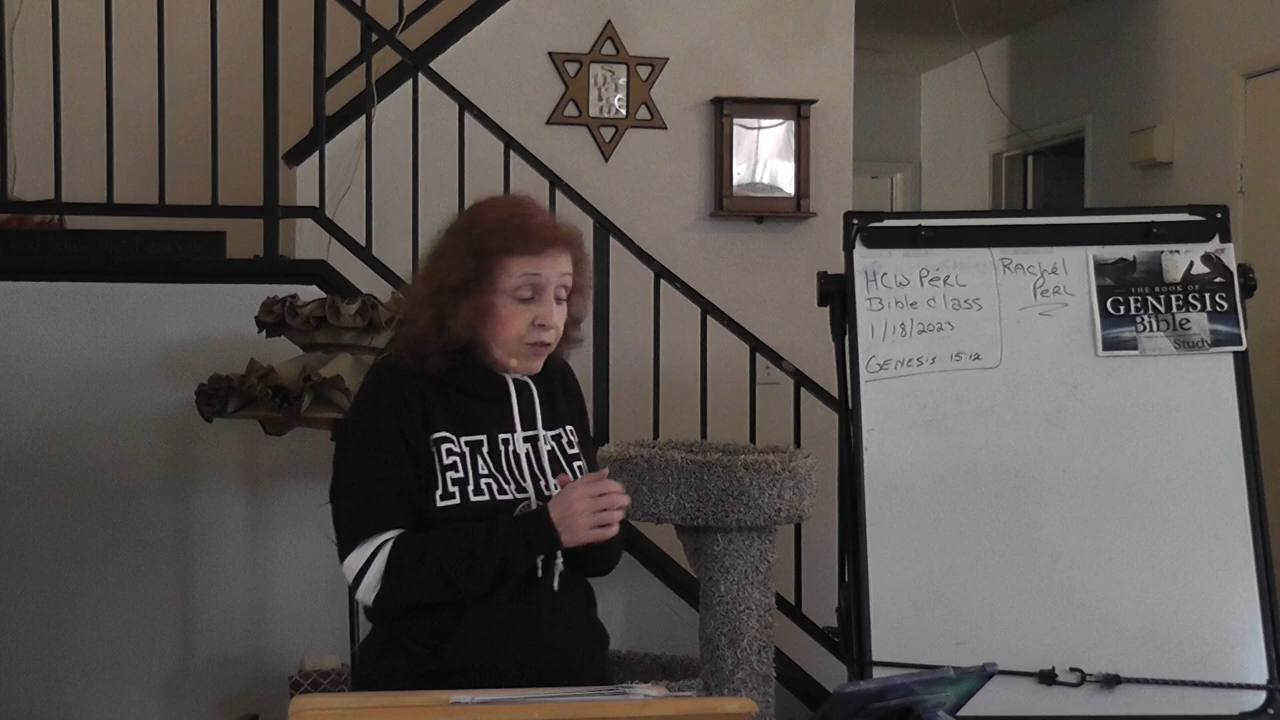 FAITH
HCW Perl
Bible Class
1/18/2023
Genesis 15:12
Rachel
Perl
THE BOOK OF
GENESIS
Bible
Study